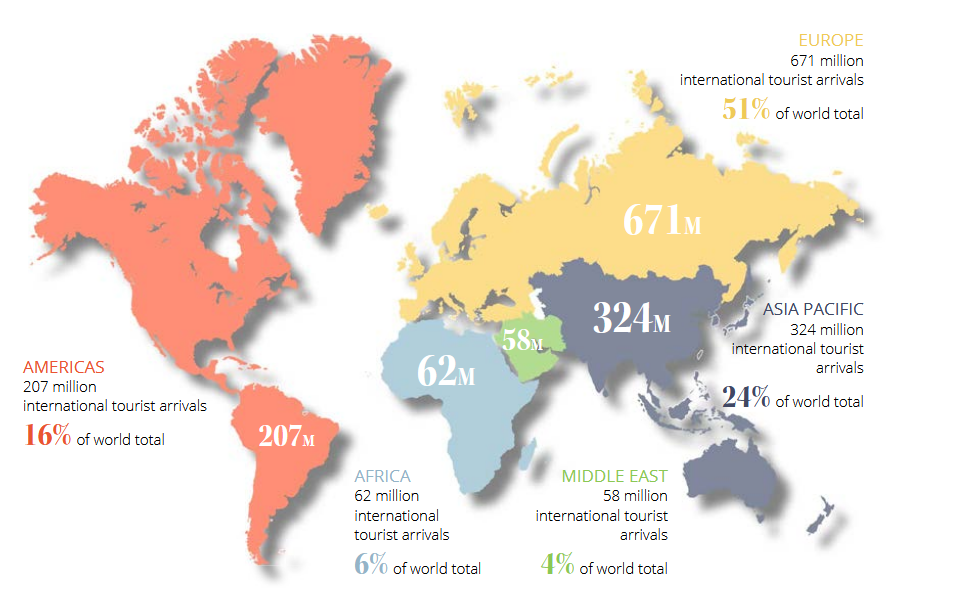 EUROPE
671 million
international tourist arrivals
51% of world total
671M
ASIA PACIFIC
324 million
international tourist
arrivals
24% of world total
324M
58M
62M
AMERICAS
207 million
international tourist arrivals
16% of world total
207M
AFRICA
62 million
international
tourist arrivals
6% of world total
MIDDLE EAST
58 million
international tourist
arrivals
4% of world total